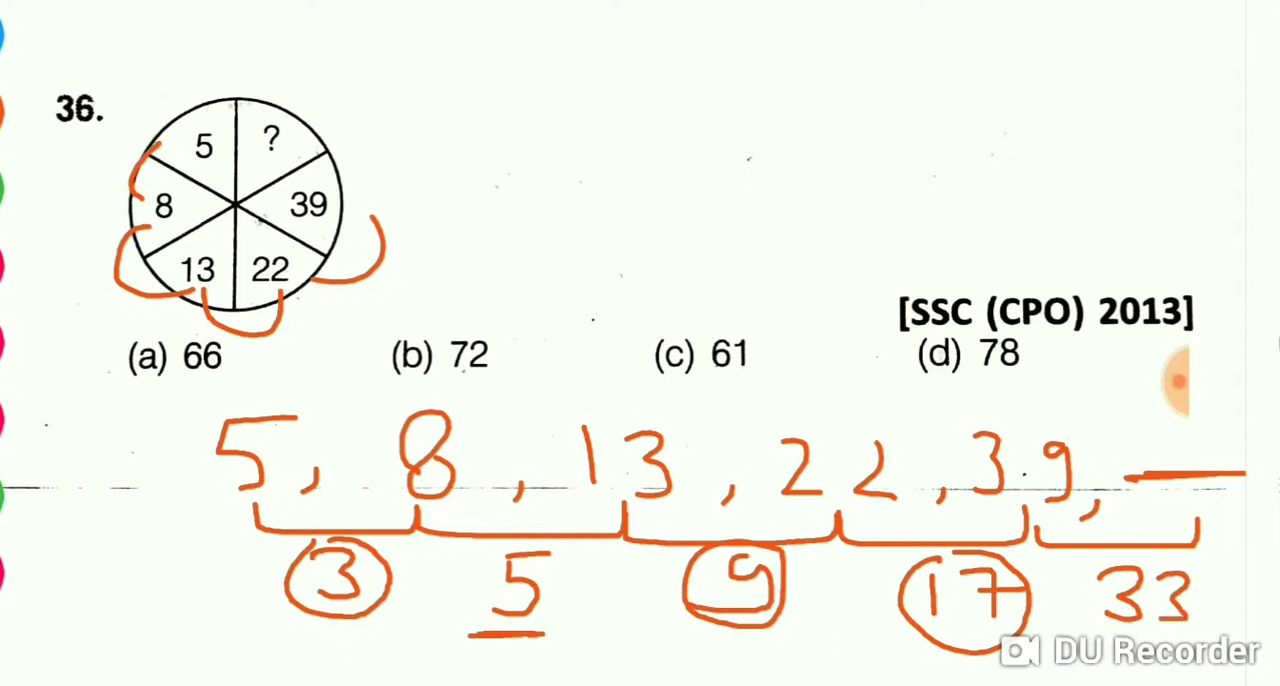 36.
5 ?
8 39
13 22
[SSC (CPO) 2013]
(a) 66 (b) 72 (c) 61 (d) 78
5, 8, 13, 22, 39,
3 5 9 17 33
DU Recorder